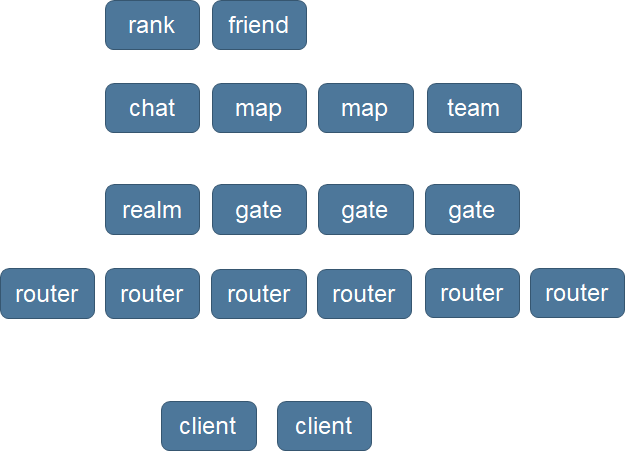 rank friend
chat map map team
realm gate gate gate
router router router router router router
client client